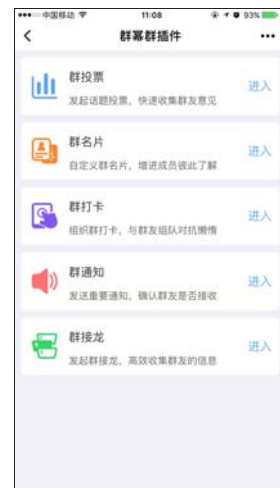 中国移动 11:08 93%
群幂群插件
群投票
发起话题投票，快速收集群友意见
进入
群名片
自定义群名片，增进成员彼此了解
进入
群打卡
组织群打卡，与群友组队对抗懒惰
进入
群通知
发送重要通知，确认群友是否接收
进入
群接龙
发起群接龙，高效收集群友的信息
进入